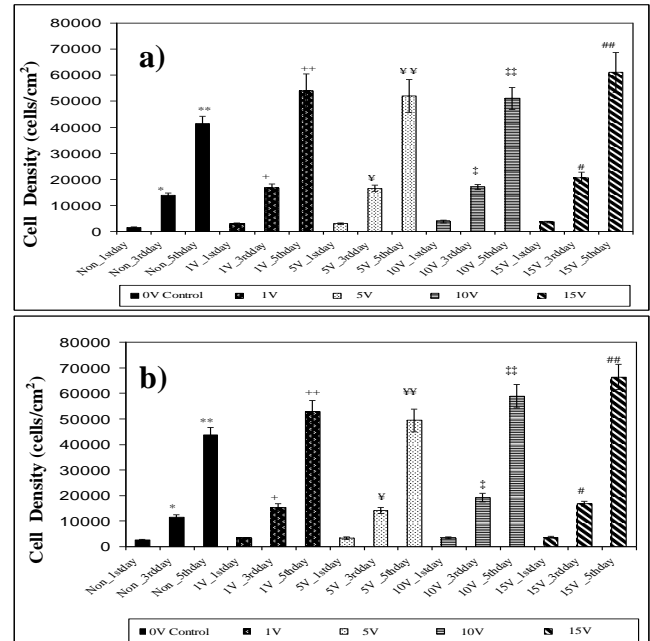 a)
Cell Density (cells/cm²)
80000
70000
60000
50000
40000
30000
20000
10000
0
* ** + ++ ¥ ¥¥ ‡ ‡‡ # ##
Non_1stday Non_3rdday Non_5thday 1V_1stday 1V_3rdday 1V_5thday 5V_1stday 5V_3rdday 5V_5thday 10V_1stday 10V_3rdday 10V_5thday 15V_1stday 15V_3rdday 15V_5thday
0V Control 1V 5V 10V 15V
b)
Cell Density (cells/cm²)
80000
70000
60000
50000
40000
30000
20000
10000
0
* ** + ++ ¥ ¥¥ ‡ ‡‡ # ##
Non_1stday Non_3rdday Non_5thday 1V_1stday 1V_3rdday 1V_5thday 5V_1stday 5V_3rdday 5V_5thday 10V_1stday 10V_3rdday 10V_5thday 15V_1stday 15V_3rdday 15V_5thday
0V Control 1V 5V 10V 15V